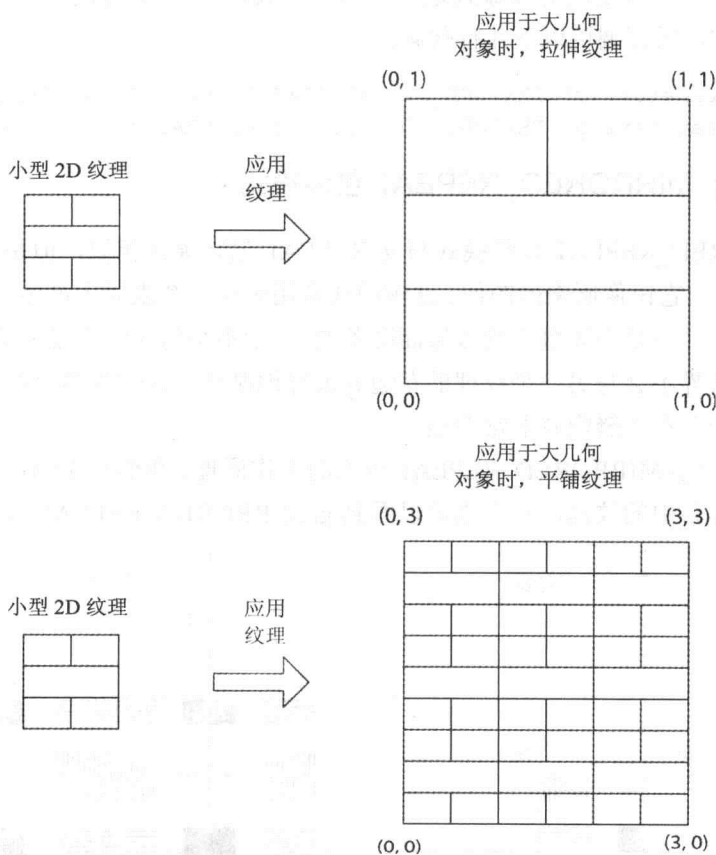 应用于大几何
对象时，拉伸纹理
(0, 1)
(1, 1)
小型 2D 纹理
应用
纹理
(0, 0)
(1, 0)
应用于大几何
对象时，平铺纹理
(0, 3)
(3, 3)
小型 2D 纹理
应用
纹理
(0, 0)
(3, 0)